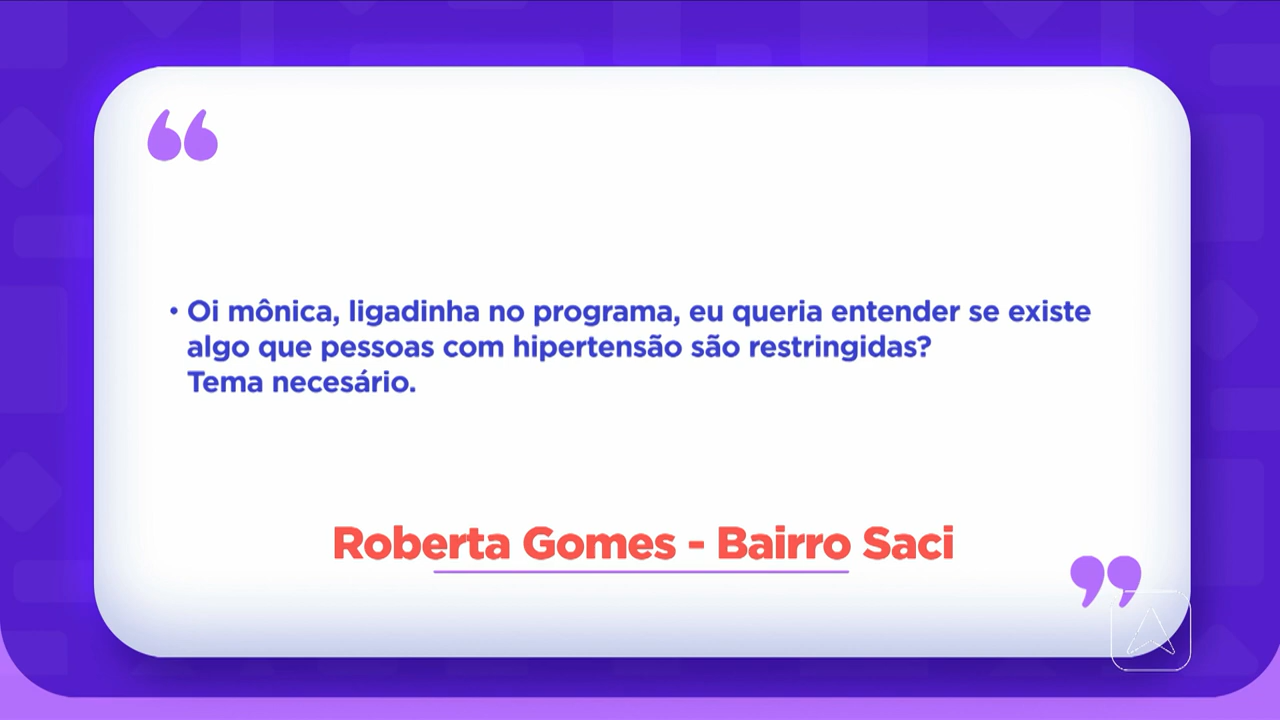 • Oi mônica, ligadinha no programa, eu queria entender se existe
algo que pessoas com hipertensão são restringidas?
Tema necesário.
Roberta Gomes - Bairro Saci